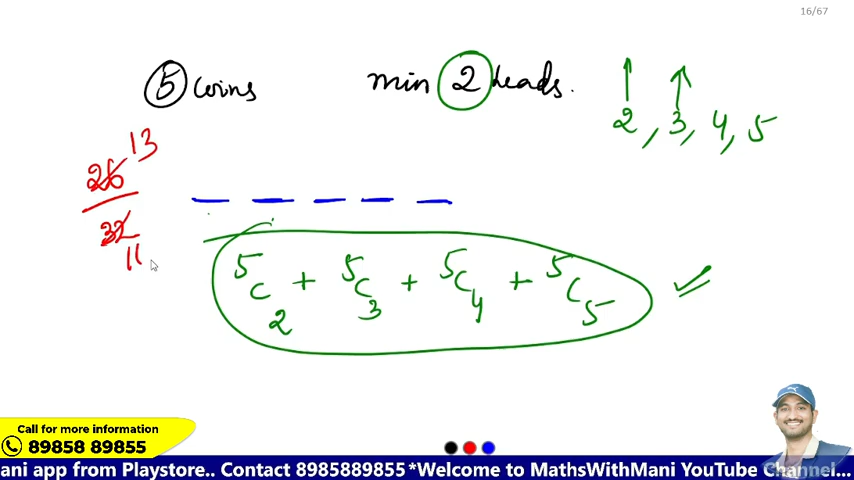 16/67
5 coins min 2 heads.
2, 3, 4, 5
26 13
32
11
5C2 + 5C3 + 5C4 + 5C5
Call for more information
89858 89855
ani app from Playstore.. Contact 8985889855 *Welcome to MathsWithMani YouTube Channel...